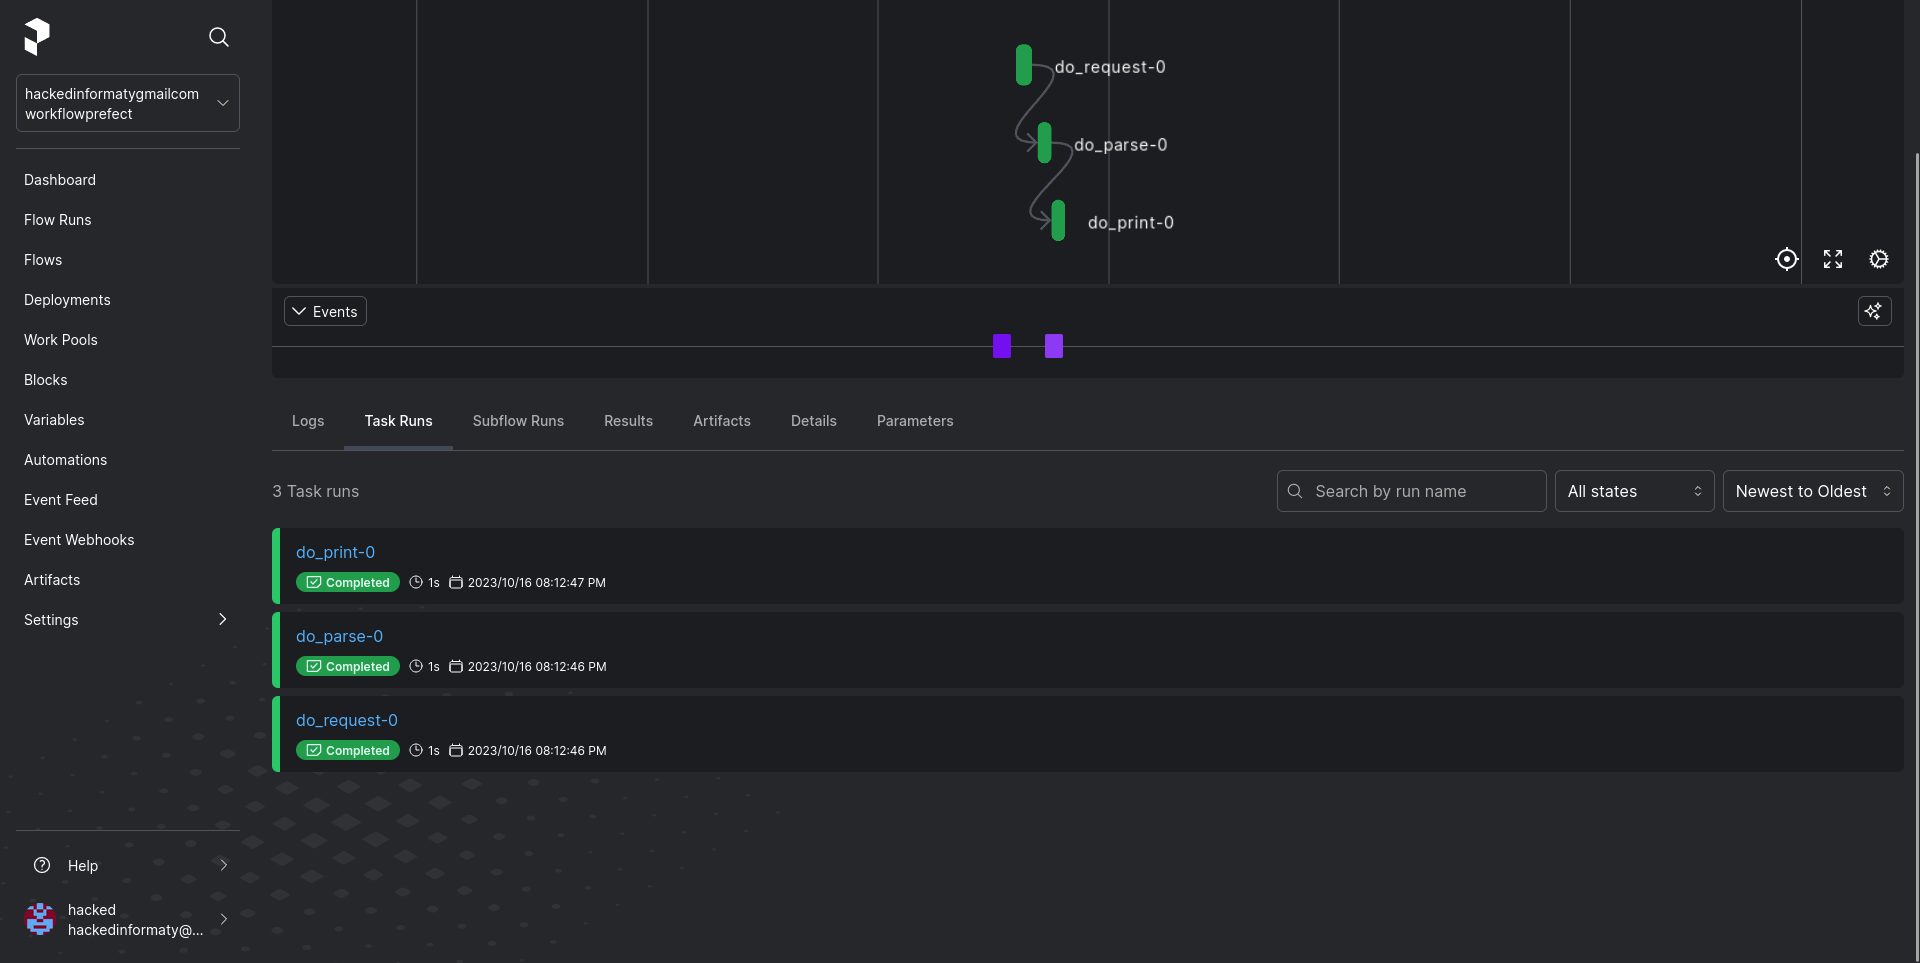 hackedinformatygmailcom
workflowprefect
Dashboard
Flow Runs
Flows
Deployments
Work Pools
Blocks
Variables
Automations
Event Feed
Event Webhooks
Artifacts
Settings
Help
hacked
hackedinformaty@...
do_request-0
do_parse-0
do_print-0
Events
Logs Task Runs Subflow Runs Results Artifacts Details Parameters
3 Task runs Search by run name All states Newest to Oldest
do_print-0
Completed 1s 2023/10/16 08:12:47 PM
do_parse-0
Completed 1s 2023/10/16 08:12:46 PM
do_request-0
Completed 1s 2023/10/16 08:12:46 PM